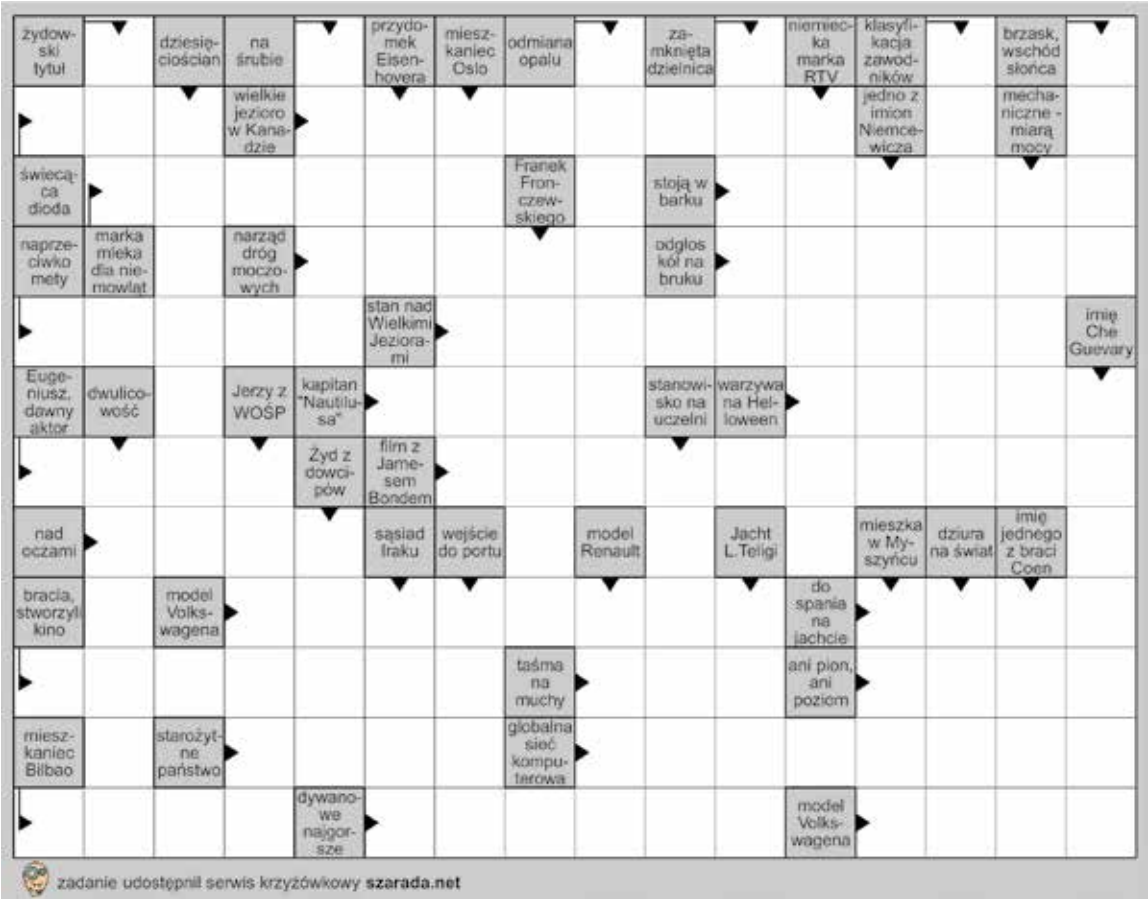 żydow-
ski
tytuł
dziesię-
ciościan
na
śrubie
przydo-
mek
Eisen-
hovera
miesz-
kaniec
Oslo
odmiana
opalu
za-
mknięta
dzielnica
niemiec-
ka
marka
RTV
klasyfi-
kacja
zawod-
ników
brzask,
wschód
słońca
wielkie
jezioro
w Kana-
dzie
jedno z
imion
Niemce-
wicza
mecha-
niczne -
miarą
mocy
świecą-
ca
dioda
Franek
Fron-
czew-
skiego
stoją w
barku
naprze-
ciwko
mety
marka
mleka
dla nie-
mowląt
narząd
dróg
moczo-
wych
odgłos
kół na
bruku
stan nad
Wielkimi
Jeziora-
mi
imię
Che
Guevary
Euge-
niusz,
dawny
aktor
dwulico-
wość
Jerzy z
WOŚP
kapitan
"Nautilu-
sa"
stanowi-
sko na
uczelni
warzywa
na Hel-
loween
Żyd z
dowci-
pów
film z
Jame-
sem
Bondem
nad
oczami
sąsiad
Iraku
wejście
do portu
model
Renault
Jacht
L.Teligi
mieszka
w My-
szyńcu
dziura
na świat
imię
jednego
z braci
Coen
bracia,
stworzyli
kino
model
Volks-
wagena
do
spania
na
jachcie
taśma
na
muchy
ani pion,
ani
poziom
miesz-
kaniec
Bilbao
starożyt-
ne
państwo
globalna
sieć
kompu-
terowa
dywano-
we
najgor-
sze
model
Volks-
wagena
zadanie udostępnił serwis krzyżówkowy szarada.net